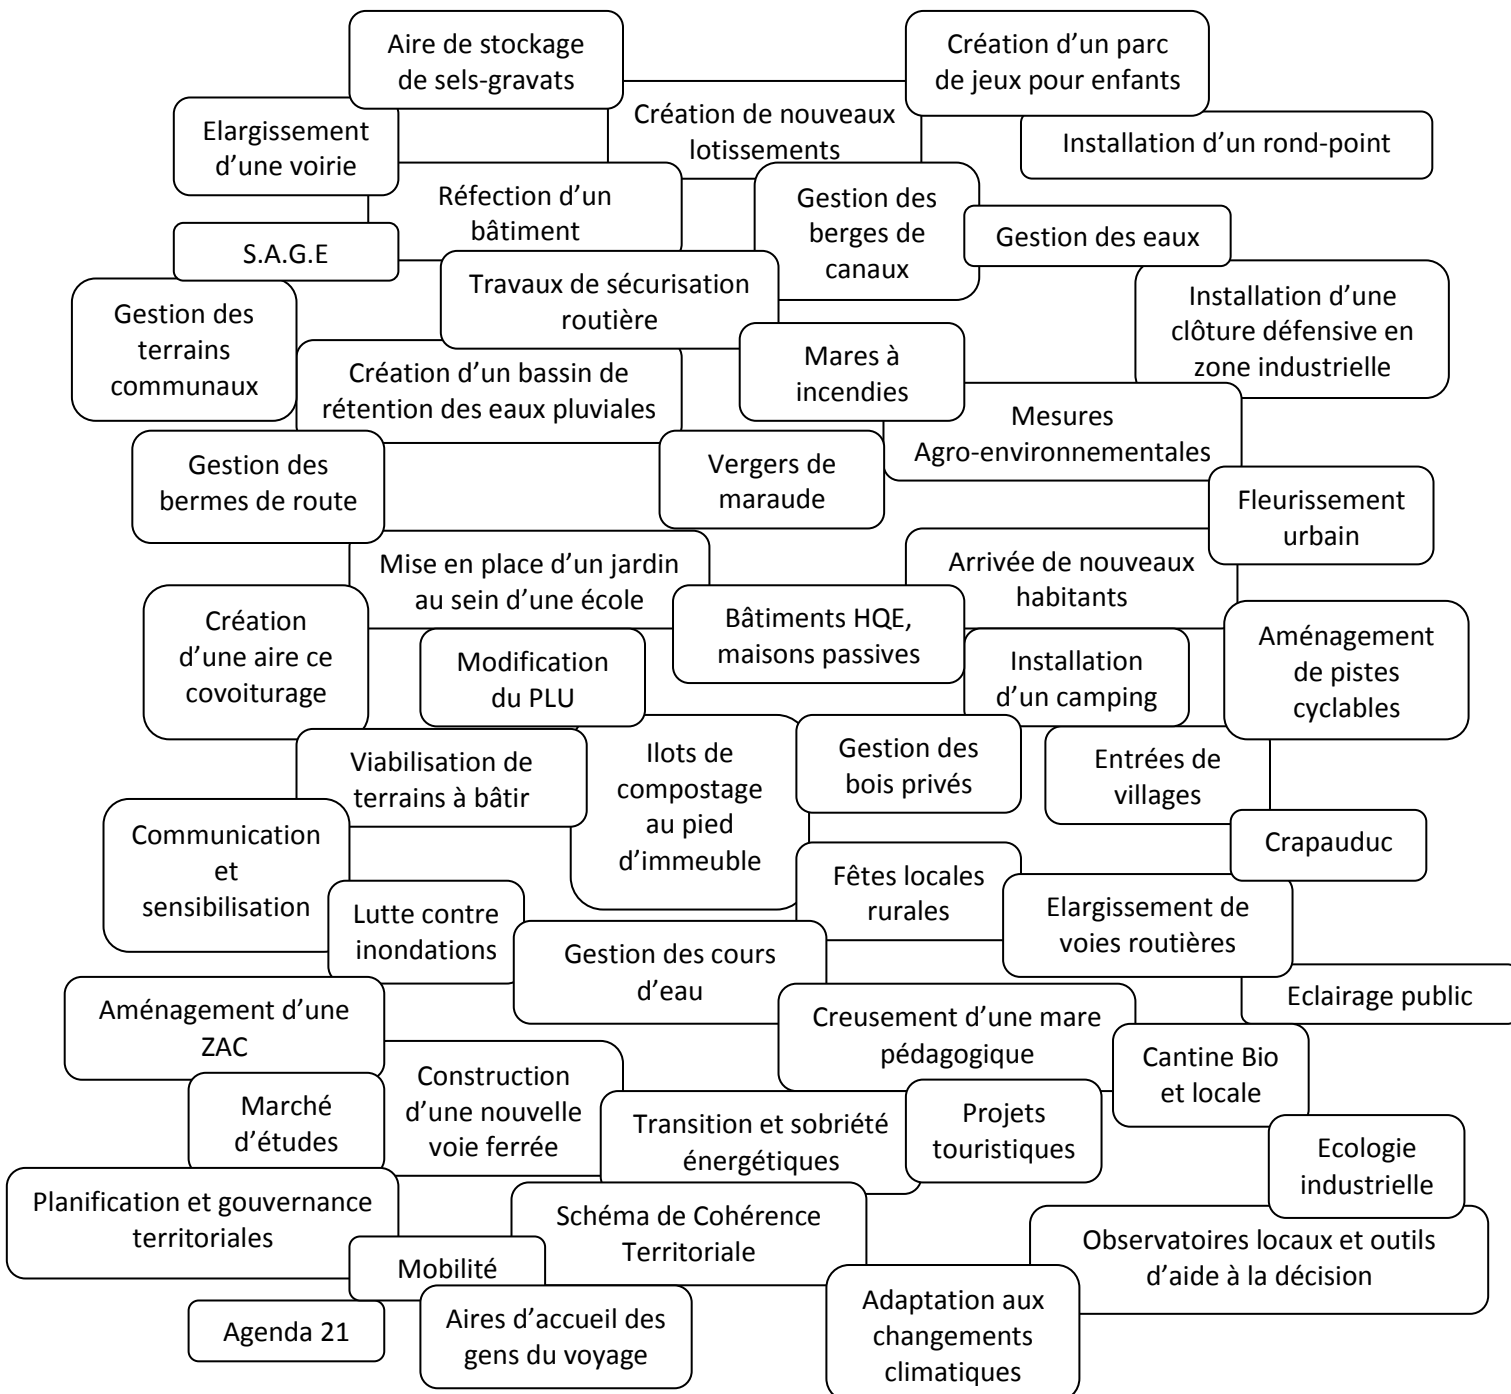 Aire de stockage
de sels-gravats
Création d’un parc
de jeux pour enfants
Création de nouveaux
lotissements
Elargissement
d’une voirie
Installation d’un rond-point
Réfection d’un
bâtiment
Gestion des
berges de
canaux
Gestion des eaux
S.A.G.E
Travaux de sécurisation
routière
Gestion des
terrains
communaux
Installation d’une
clôture défensive en
zone industrielle
Création d’un bassin de
rétention des eaux pluviales
Mares à
incendies
Mesures
Agro-environnementales
Gestion des
bermes de route
Vergers de
maraude
Fleurissement
urbain
Mise en place d’un jardin
au sein d’une école
Arrivée de nouveaux
habitants
Création
d’une aire ce
covoiturage
Bâtiments HQE,
maisons passives
Aménagement
de pistes
cyclables
Modification
du PLU
Installation
d’un camping
Viabilisation de
terrains à bâtir
Ilots de
compostage
au pied
d’immeuble
Gestion des
bois privés
Entrées de
villages
Communication
et
sensibilisation
Crapauduc
Fêtes locales
rurales
Lutte contre
inondations
Elargissement de
voies routières
Gestion des cours
d’eau
Eclairage public
Aménagement d’une
ZAC
Creusement d’une mare
pédagogique
Cantine Bio
et locale
Construction
d’une nouvelle
voie ferrée
Marché
d’études
Transition et sobriété
énergétiques
Projets
touristiques
Ecologie
industrielle
Planification et gouvernance
territoriales
Schéma de Cohérence
Territoriale
Observatoires locaux et outils
d’aide à la décision
Mobilité
Adaptation aux
changements
climatiques
Agenda 21
Aires d’accueil des
gens du voyage